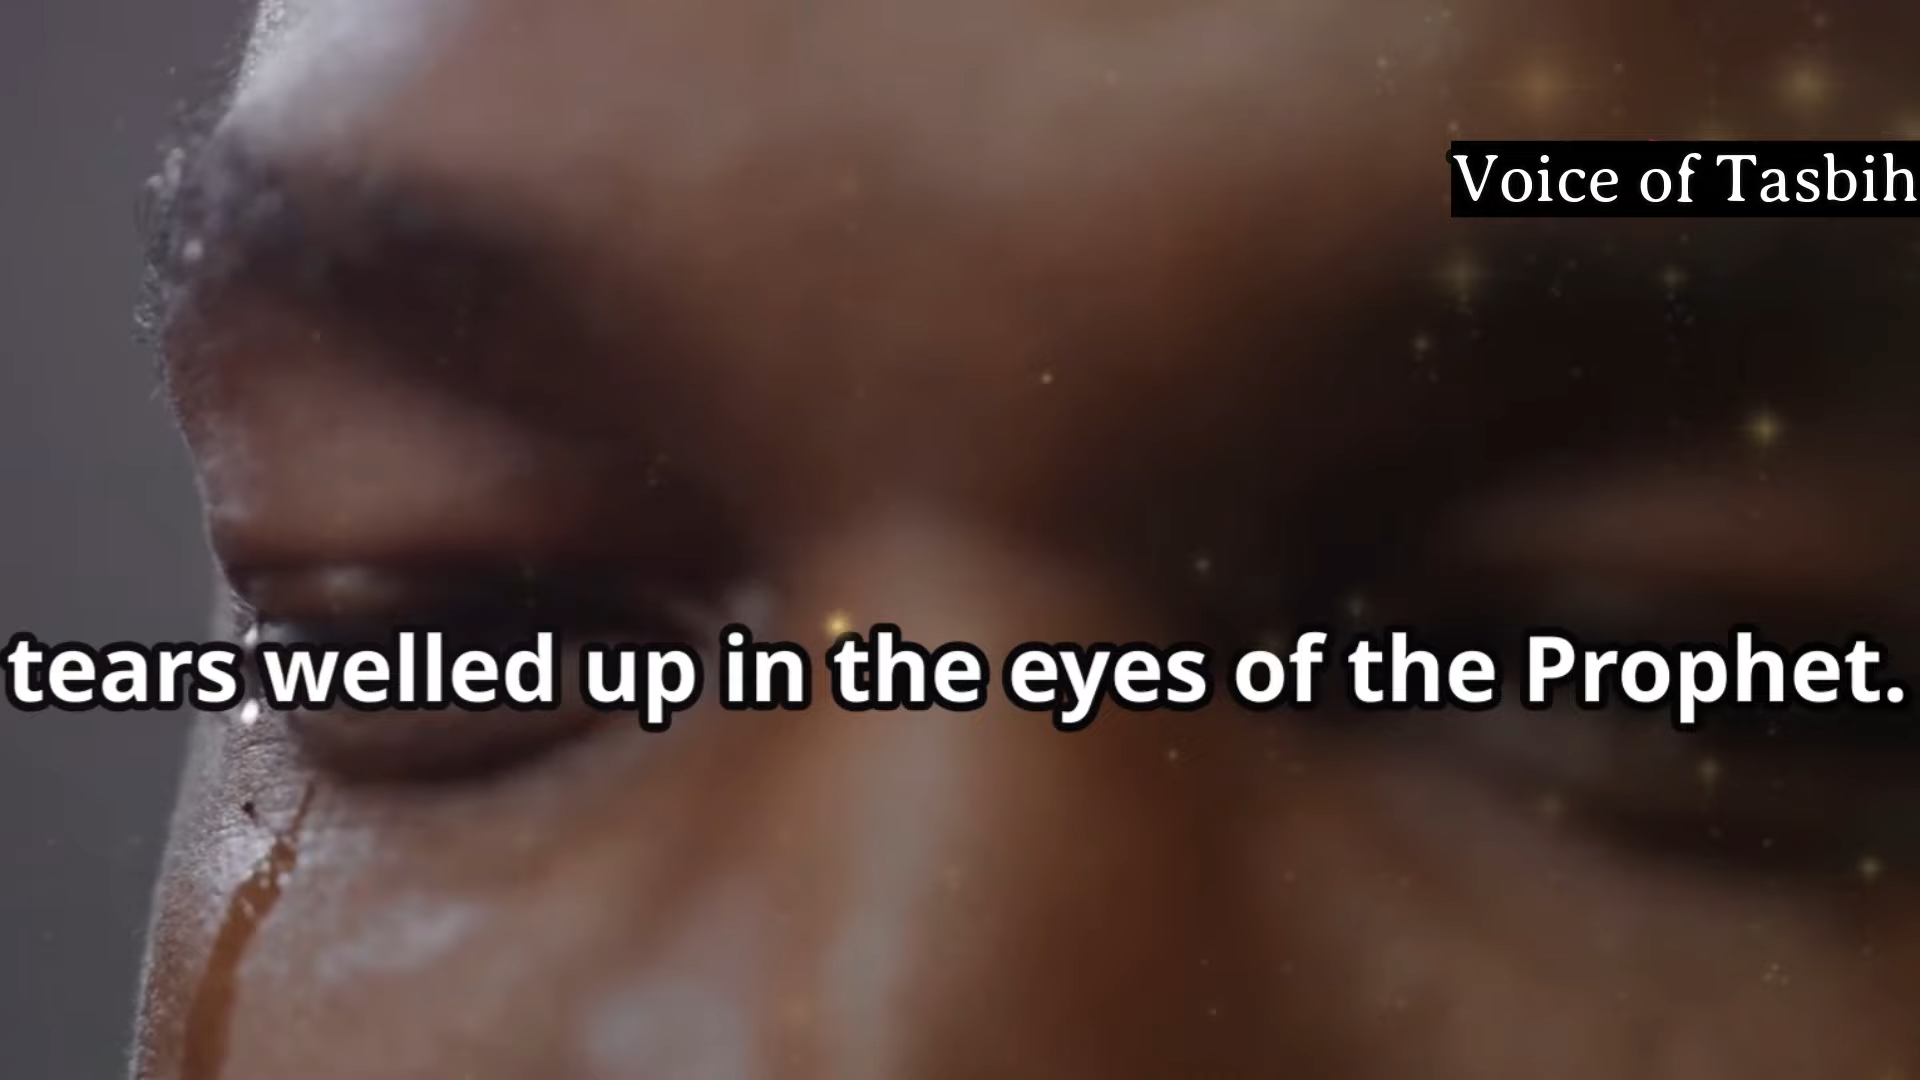 Voice of Tasbih
tears welled up in the eyes of the Prophet.